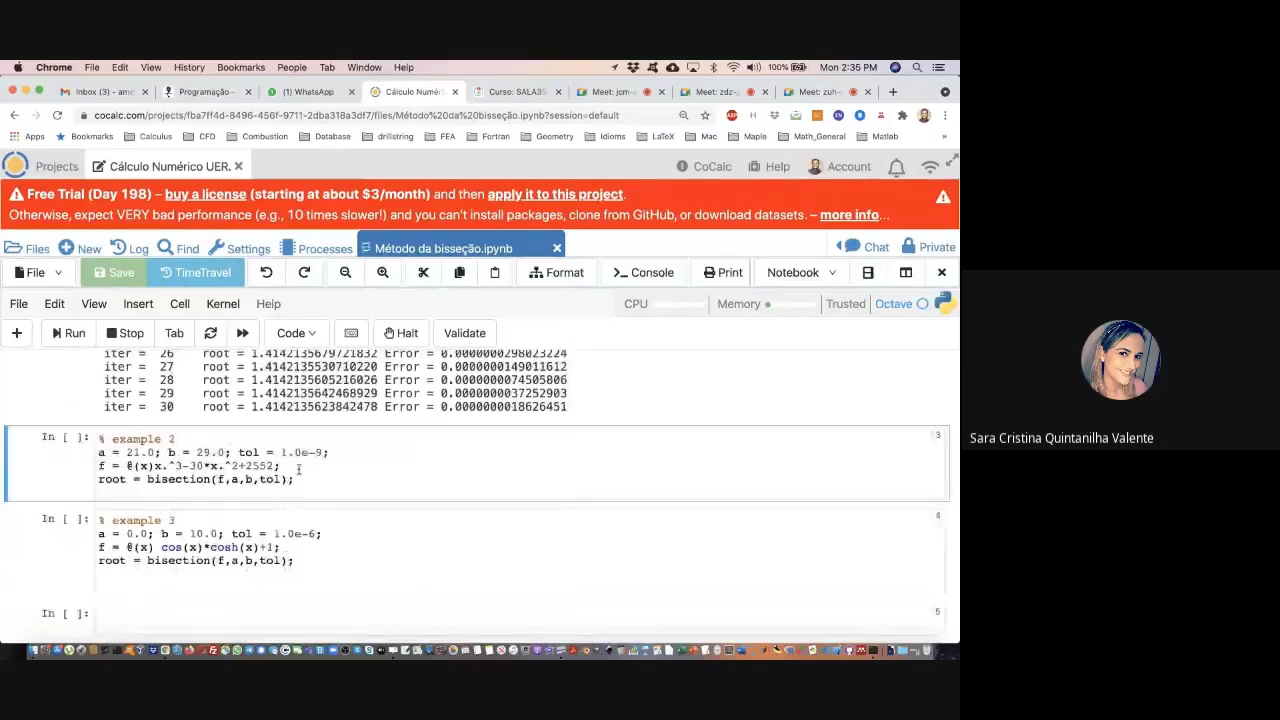 Chrome File Edit View History Bookmarks People Tab Window Help 100% Mon 2:35 PM
Inbox (3) - ame Programação - (1) WhatsApp Cálculo Numéri Curso: SALA3S Meet: jcm- Meet: zdz- Meet: zuh-
cocalc.com/projects/fba7ff4d-8496-456f-9711-2dba318a3df7/files/Método%20da%20bisseção.ipynb?session=default
Apps Bookmarks Calculus CFD Combustion Database drillstring FEA Fortran Geometry Idioms LaTeX Mac Maple Math_General Matlab
Projects Cálculo Numérico UER. CoCalc Help Account
Free Trial (Day 198) – buy a license (starting at about $3/month) and then apply it to this project.
Otherwise, expect VERY bad performance (e.g., 10 times slower!) and you can't install packages, clone from GitHub, or download datasets. – more info...
Files New Log Find Settings Processes Método da bisseção.ipynb Chat Private
File Save TimeTravel Format Console Print Notebook
File Edit View Insert Cell Kernel Help CPU Memory Trusted Octave
Run Stop Tab Code Halt Validate
iter = 26 root = 1.4142135679721832 Error = 0.0000000298023224
iter = 27 root = 1.4142135530710220 Error = 0.0000000149011612
iter = 28 root = 1.4142135605216026 Error = 0.0000000074505806
iter = 29 root = 1.4142135642468929 Error = 0.0000000037252903
iter = 30 root = 1.4142135623842478 Error = 0.0000000018626451
In [ ]: % example 2 3
a = 21.0; b = 29.0; tol = 1.0e-9;
f = @(x)x.^3-30*x.^2+2552;
root = bisection(f,a,b,tol);
In [ ]: % example 3 4
a = 0.0; b = 10.0; tol = 1.0e-6;
f = @(x) cos(x)*cosh(x)+1;
root = bisection(f,a,b,tol);
In [ ]: 5
Sara Cristina Quintanilha Valente